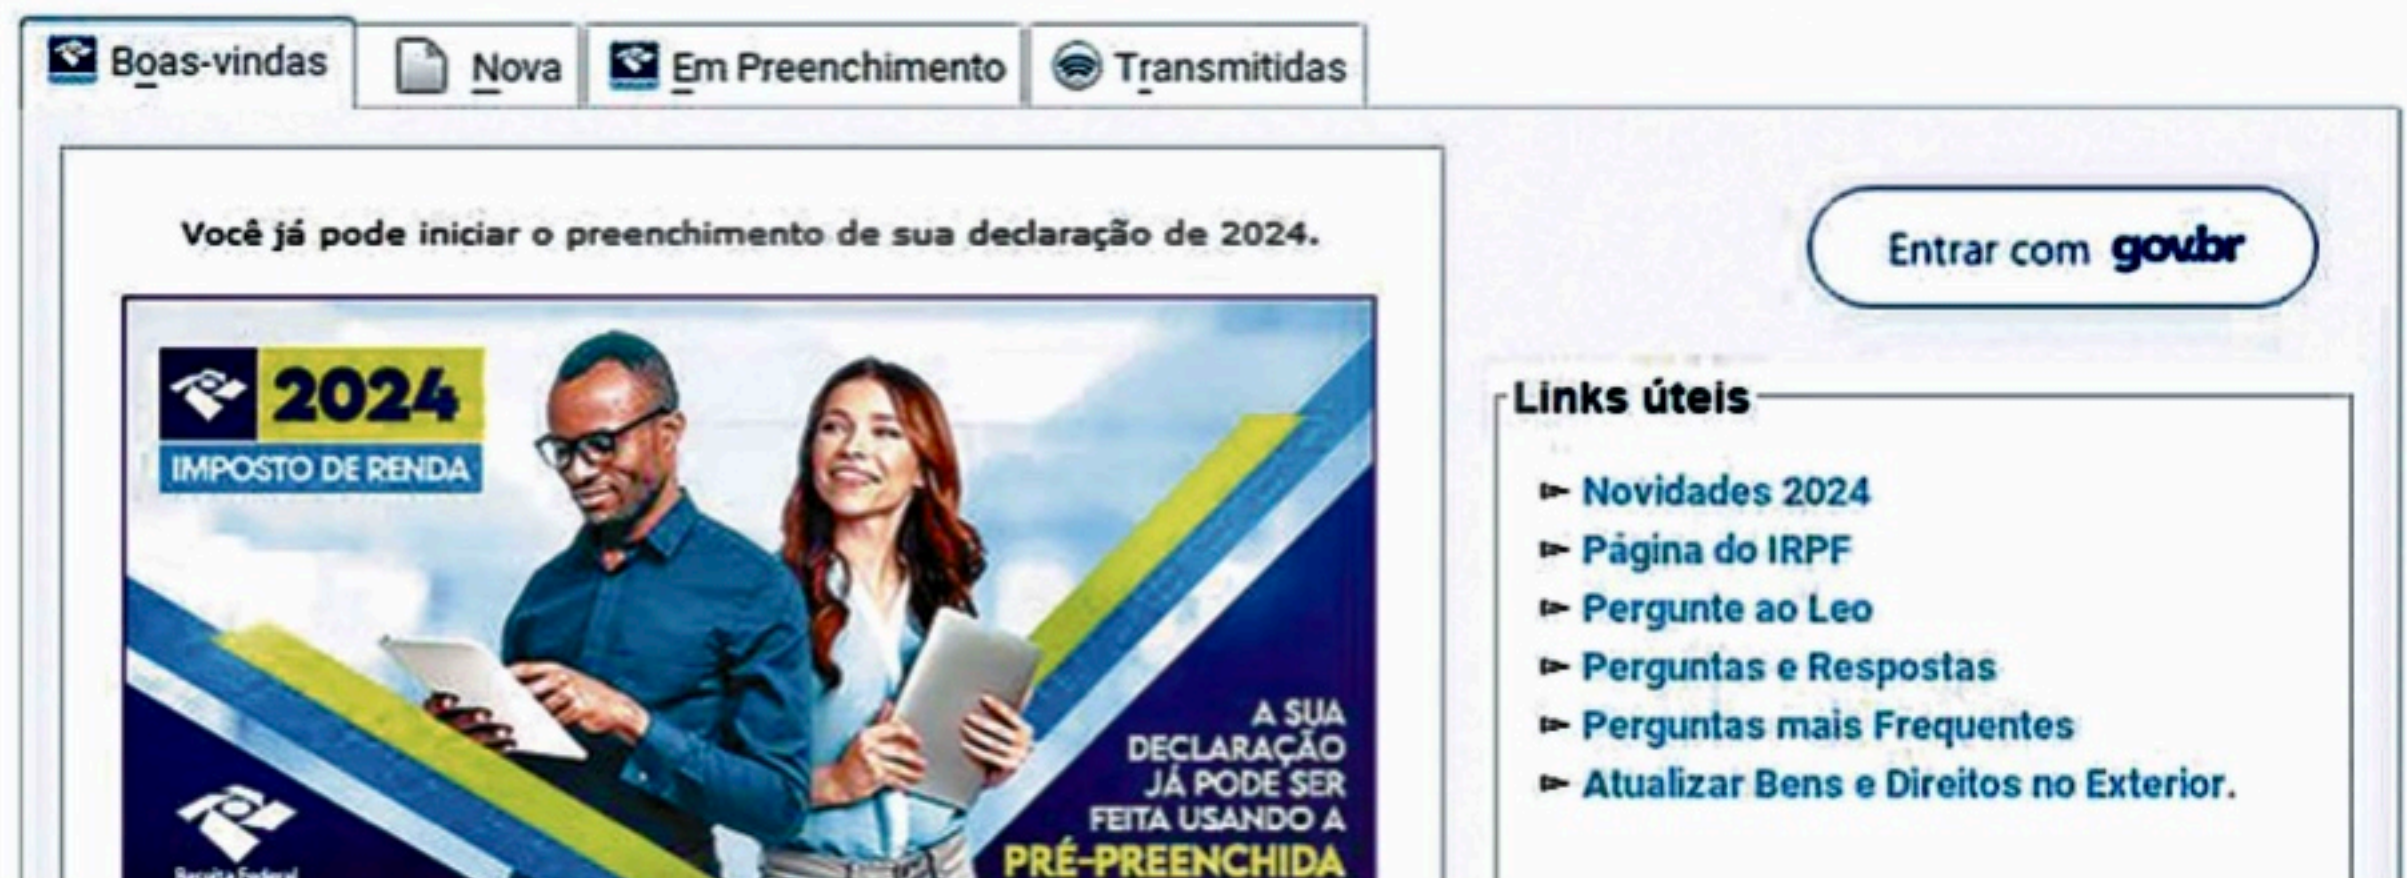 Boas-vindas
Nova
Em Preenchimento
Transmitidas
Você já pode iniciar o preenchimento de sua declaração de 2024.
Entrar com gov.br
2024
IMPOSTO DE RENDA
A SUA
DECLARAÇÃO
JÁ PODE SER
FEITA USANDO A
PRÉ-PREENCHIDA
Receita Federal
Links úteis
Novidades 2024
Página do IRPF
Pergunte ao Leo
Perguntas e Respostas
Perguntas mais Frequentes
Atualizar Bens e Direitos no Exterior.